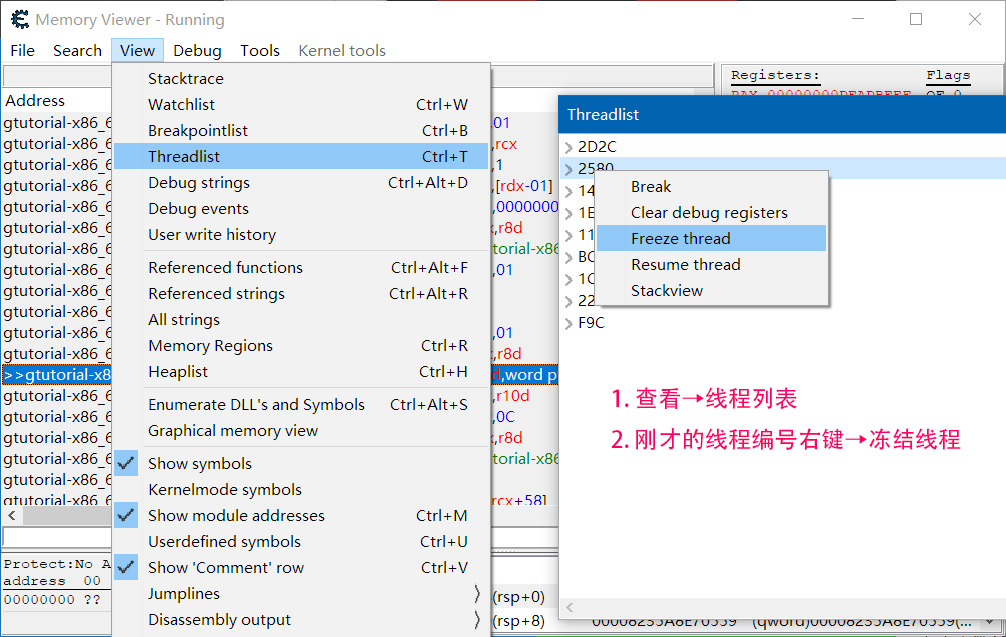 Memory Viewer - Running
File Search View Debug Tools Kernel tools
Stacktrace
Watchlist Ctrl+W
Breakpointlist Ctrl+B
Threadlist Ctrl+T
Debug strings Ctrl+Alt+D
Debug events
User write history
Referenced functions Ctrl+Alt+F
Referenced strings Ctrl+Alt+R
All strings
Memory Regions Ctrl+R
Heaplist Ctrl+H
Enumerate DLL's and Symbols Ctrl+Alt+S
Graphical memory view
Show symbols
Kernelmode symbols
Show module addresses Ctrl+M
Userdefined symbols Ctrl+U
Show 'Comment' row Ctrl+V
Jumplines
Disassembly output
Address
gtutorial-x86_6
gtutorial-x86_6
gtutorial-x86_6
gtutorial-x86_6
gtutorial-x86_6
gtutorial-x86_6
gtutorial-x86_6
gtutorial-x86_6
gtutorial-x86_6
gtutorial-x86_6
gtutorial-x86_6
gtutorial-x86_6
>>gtutorial-x8
gtutorial-x86_6
gtutorial-x86_6
gtutorial-x86_6
gtutorial-x86_6
gtutorial-x86_6
gtutorial-x86_6
,01
,rcx
,1
,[rdx-01]
,0000000
,r8d
torial-x86
,01
,01
,r8d
,word p
,r10d
,0C
,r8d
torial-x86
rcx+58]
Registers: Flags
RAX 00000000DEADBEEF OF 0
Threadlist
2D2C
2580
14
1E
11
BC
1C
22
F9C
Break
Clear debug registers
Freeze thread
Resume thread
Stackview
1. 查看→线程列表
2. 刚才的线程编号右键→冻结线程
Protect:No A
address 00
00000000 ??
(rsp+0)
(rsp+8) 00008235A8E70559 (qword)00008235A8E70559(...